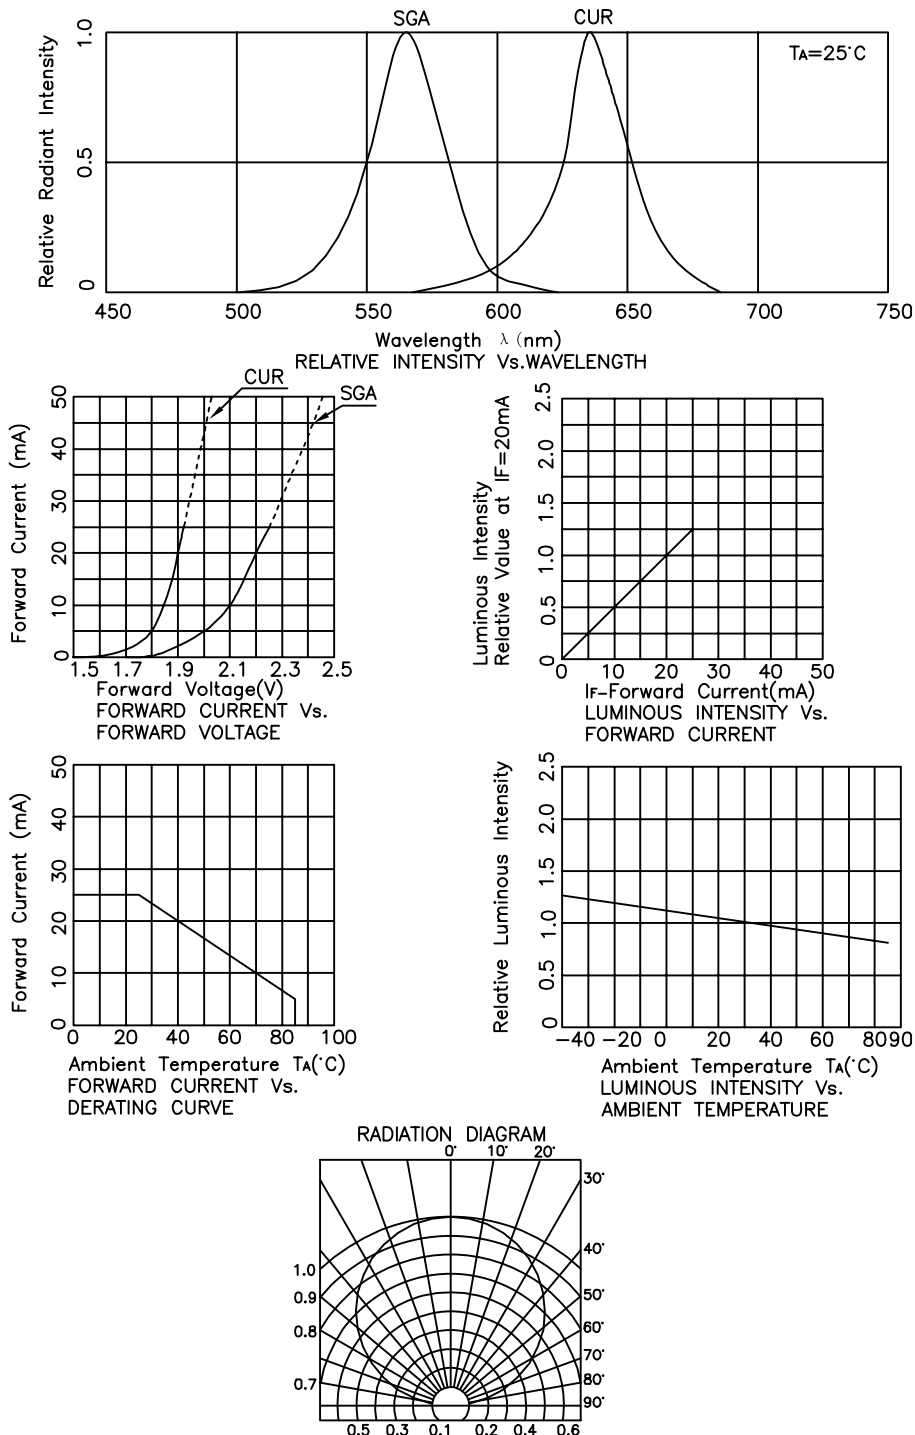 SGA CUR
Relative Radiant Intensity
1.0
0.5
0
TA=25°C
450 500 550 600 650 700 750
Wavelength λ (nm)
RELATIVE INTENSITY Vs.WAVELENGTH
CUR
SGA
Forward Current (mA)
50
40
30
20
10
0
1.5 1.7 1.9 2.1 2.3 2.5
Forward Voltage(V)
FORWARD CURRENT Vs.
FORWARD VOLTAGE
Luminous Intensity
Relative Value at IF=20mA
2.5
2.0
1.5
1.0
0.5
0
0 10 20 30 40 50
IF-Forward Current(mA)
LUMINOUS INTENSITY Vs.
FORWARD CURRENT
Forward Current (mA)
50
40
30
20
10
0
0 20 40 60 80 100
Ambient Temperature TA(°C)
FORWARD CURRENT Vs.
DERATING CURVE
Relative Luminous Intensity
2.5
2.0
1.5
1.0
0.5
0
-40 -20 0 20 40 60 80 90
Ambient Temperature TA(°C)
LUMINOUS INTENSITY Vs.
AMBIENT TEMPERATURE
RADIATION DIAGRAM
0° 10° 20°
30°
40°
50°
60°
70°
80°
90°
1.0
0.9
0.8
0.7
0.5 0.3 0.1 0.2 0.4 0.6